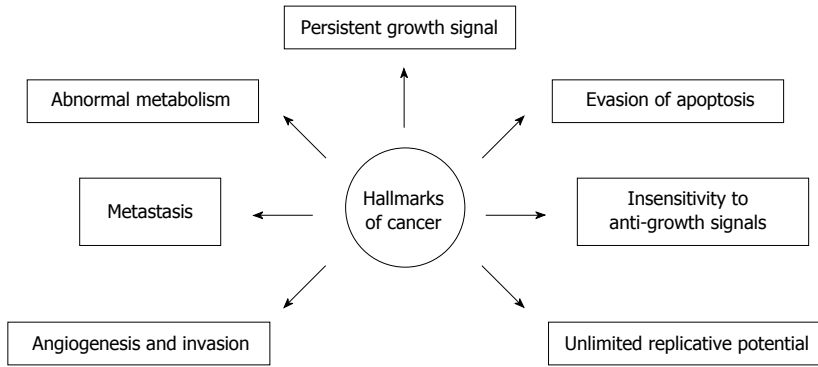 Persistent growth signal
Abnormal metabolism
Evasion of apoptosis
Hallmarks
of cancer
Metastasis
Insensitivity to
anti-growth signals
Angiogenesis and invasion
Unlimited replicative potential